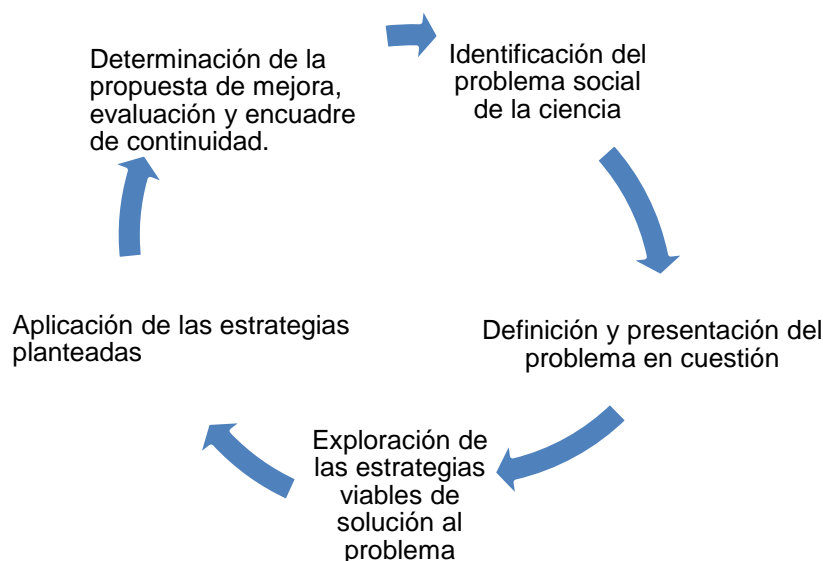 Identificación del
problema social
de la ciencia
Definición y presentación del
problema en cuestión
Exploración de
las estrategias
viables de
solución al
problema
Aplicación de las estrategias
planteadas
Determinación de la
propuesta de mejora,
evaluación y encuadre
de continuidad.